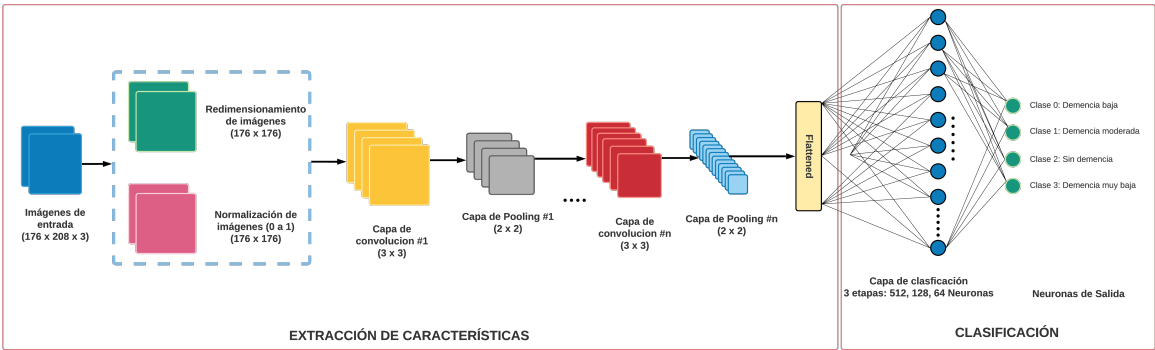 Imágenes de
entrada
(176 x 208 x 3)
Redimensionamiento
de imágenes
(176 x 176)
Normalización de
imágenes (0 a 1)
(176 x 176)
Capa de
convolucion #1
(3 x 3)
Capa de Pooling #1
(2 x 2)
Capa de
convolucion #n
(3 x 3)
Capa de Pooling #n
(2 x 2)
Flattened
EXTRACCIÓN DE CARACTERÍSTICAS
Clase 0: Demencia baja
Clase 1: Demencia moderada
Clase 2: Sin demencia
Clase 3: Demencia muy baja
Capa de clasficación
3 etapas: 512, 128, 64 Neuronas
Neuronas de Salida
CLASIFICACIÓN